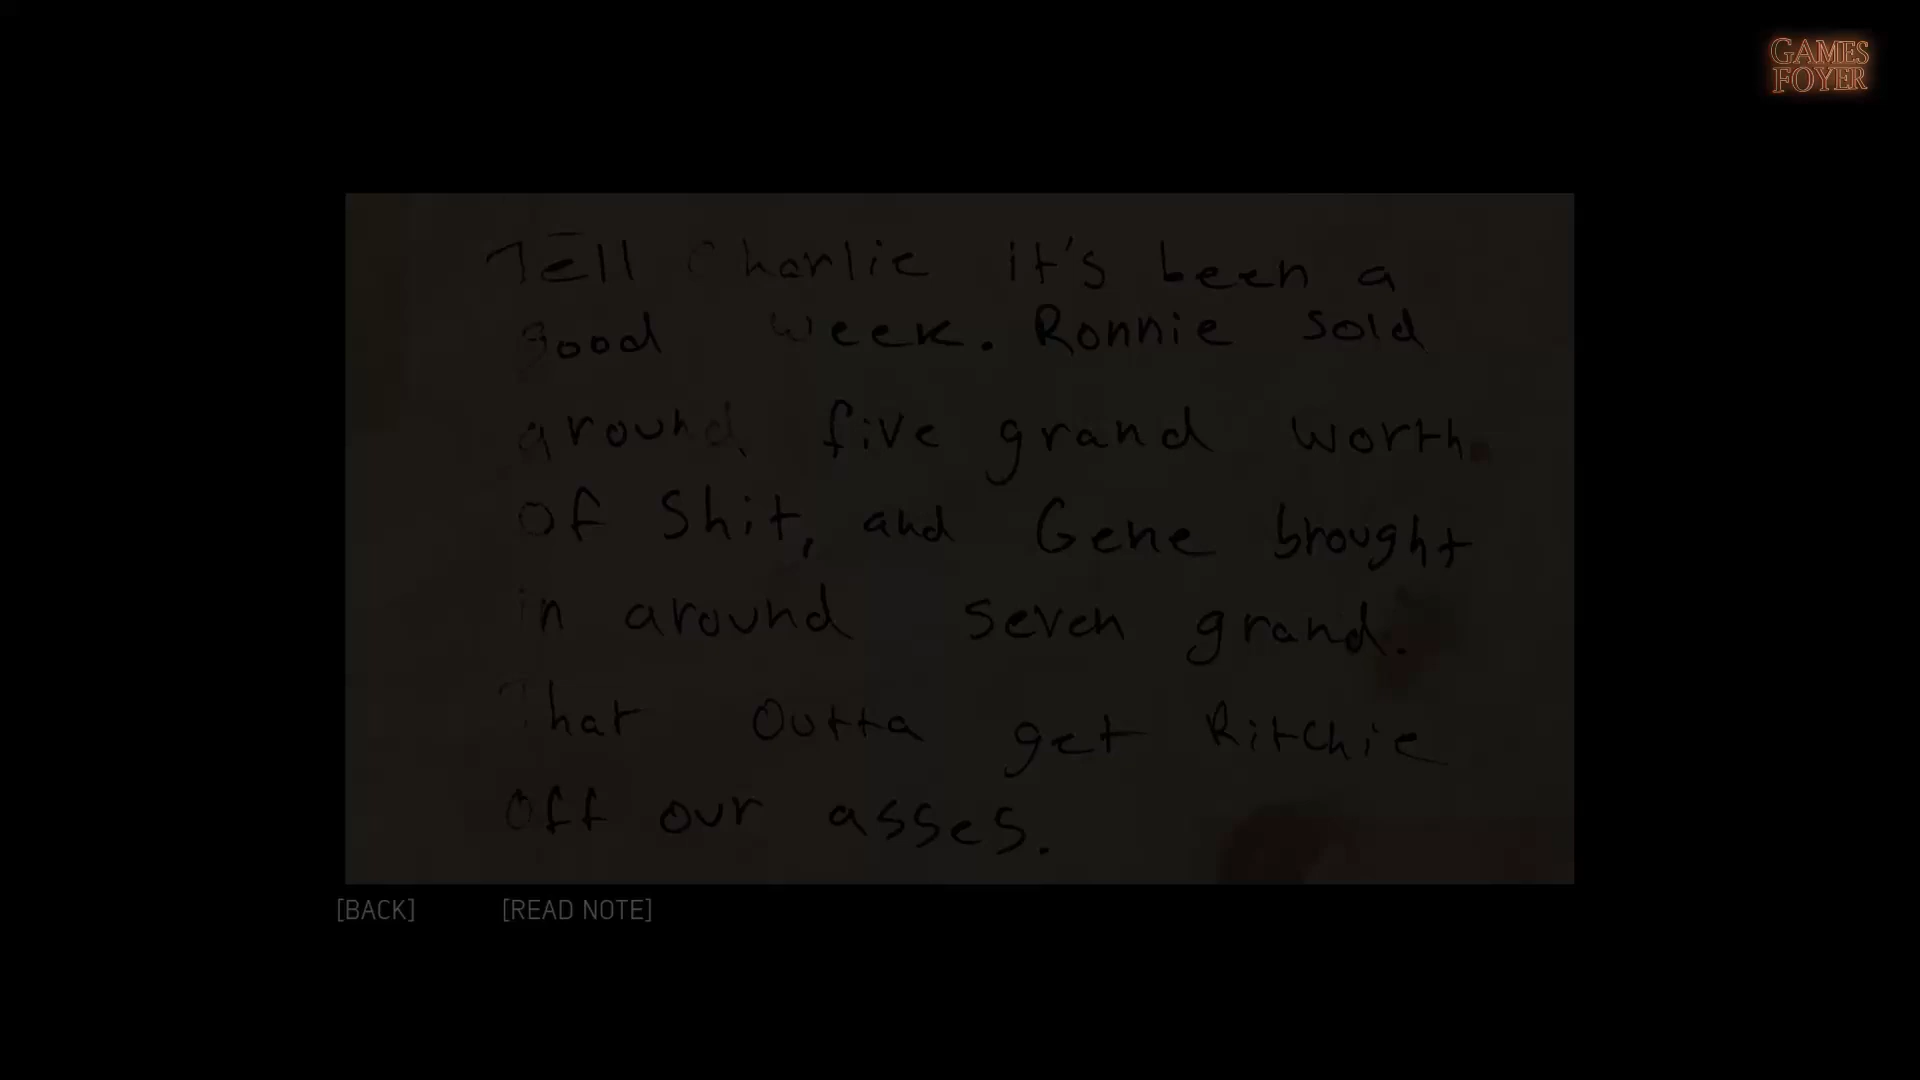 GAMES
FOYER
Tell Charlie it's been a
good week. Ronnie sold
around five grand worth
of Shit, and Gene brought
in around seven grand.
That Outta get Ritchie
Off our asses.
[BACK] [READ NOTE]